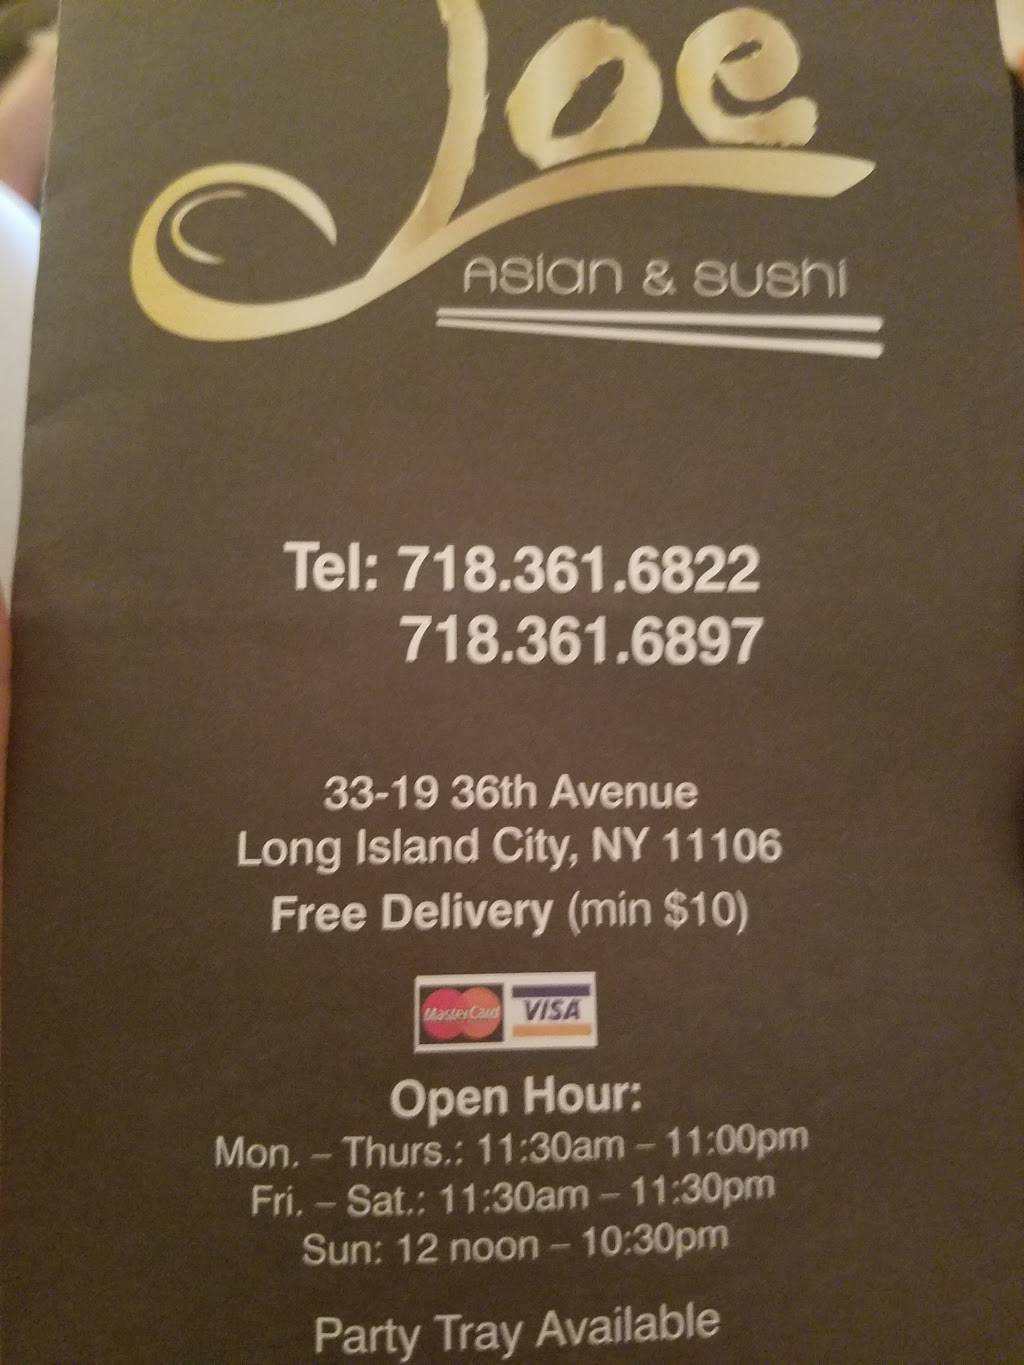 Joe
Asian & Sushi
Tel: 718.361.6822
718.361.6897
33-19 36th Avenue
Long Island City, NY 11106
Free Delivery (min $10)
MasterCard VISA
Open Hour:
Mon. – Thurs.: 11:30am – 11:00pm
Fri. – Sat.: 11:30am – 11:30pm
Sun: 12 noon – 10:30pm
Party Tray Available